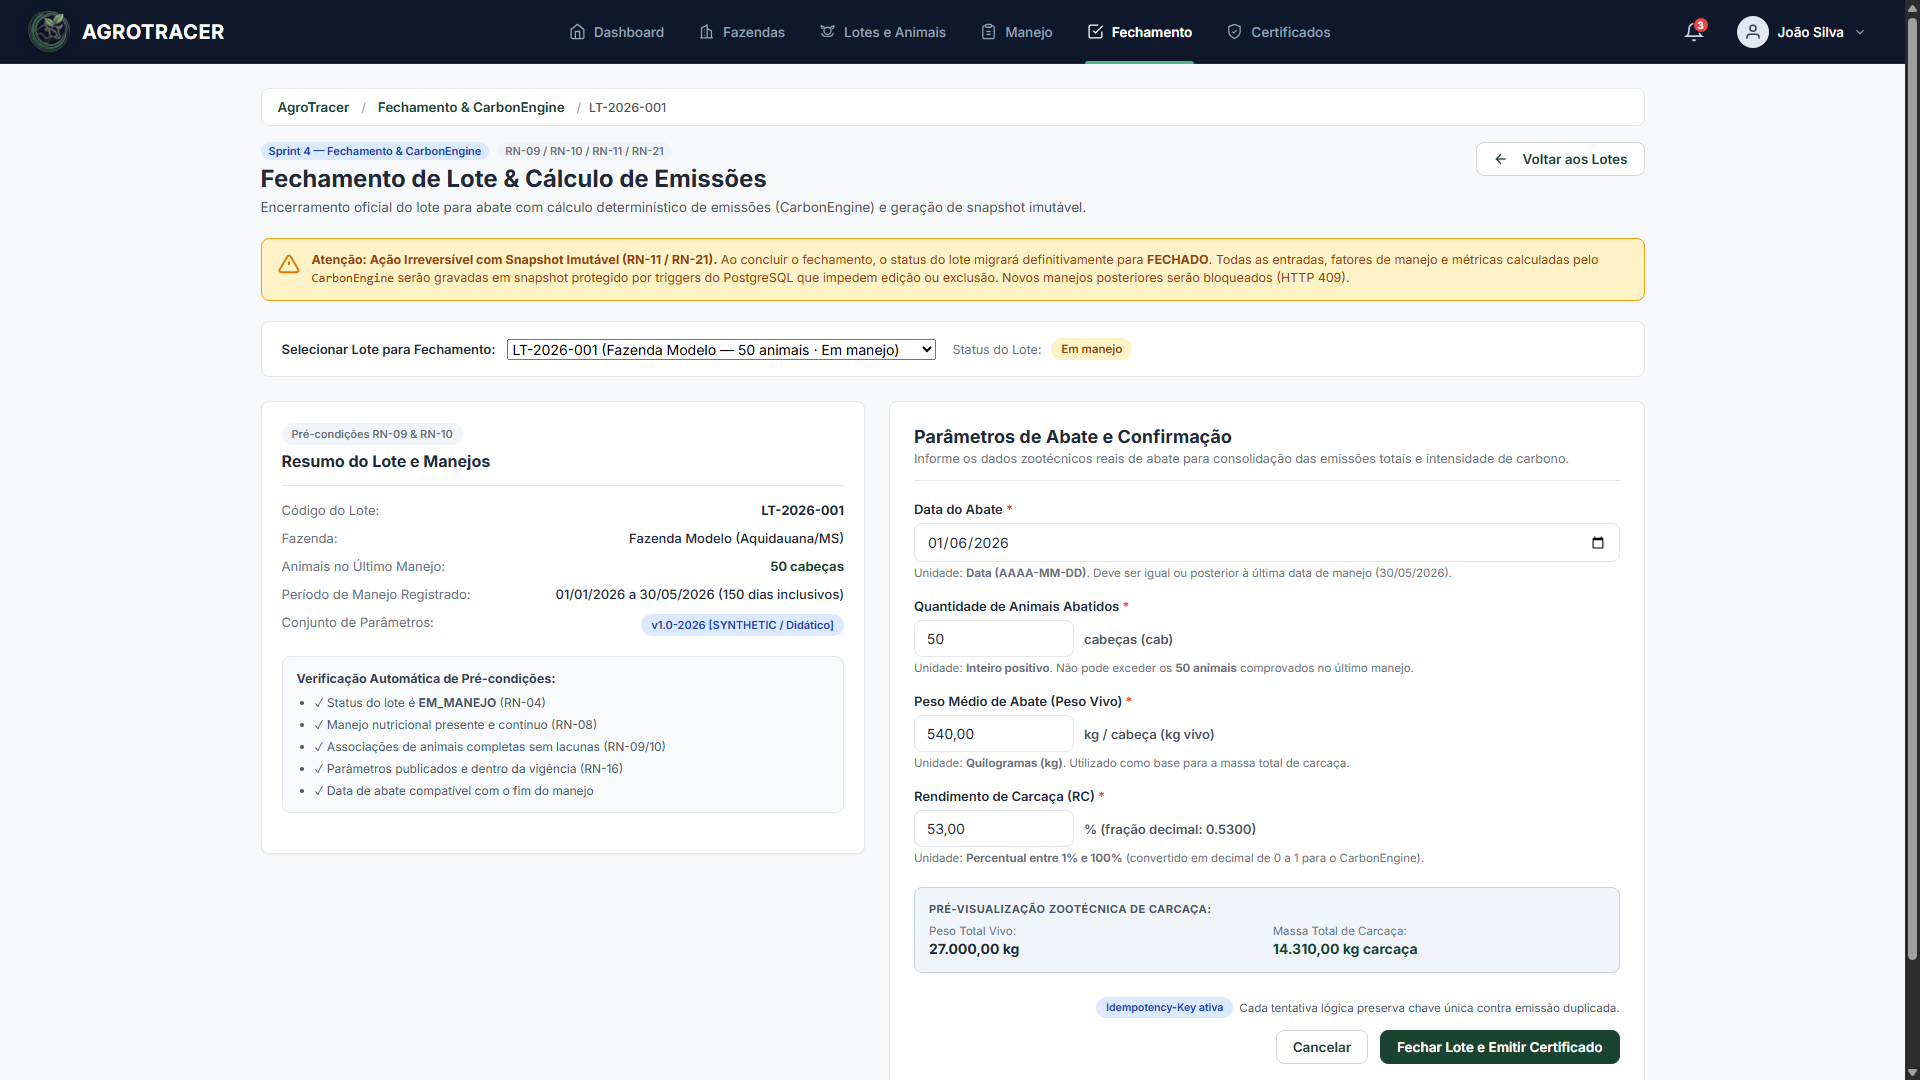 AGROTRACER
Dashboard
Fazendas
Lotes e Animais
Manejo
Fechamento
Certificados
3
João Silva
AgroTracer / Fechamento & CarbonEngine / LT-2026-001
Sprint 4 — Fechamento & CarbonEngine
RN-09 / RN-10 / RN-11 / RN-21
Fechamento de Lote & Cálculo de Emissões
Encerramento oficial do lote para abate com cálculo determinístico de emissões (CarbonEngine) e geração de snapshot imutável.
Voltar aos Lotes
Atenção: Ação Irreversível com Snapshot Imutável (RN-11 / RN-21). Ao concluir o fechamento, o status do lote migrará definitivamente para FECHADO. Todas as entradas, fatores de manejo e métricas calculadas pelo
CarbonEngine serão gravadas em snapshot protegido por triggers do PostgreSQL que impedem edição ou exclusão. Novos manejos posteriores serão bloqueados (HTTP 409).
Selecionar Lote para Fechamento:
LT-2026-001 (Fazenda Modelo — 50 animais · Em manejo)
Status do Lote:
Em manejo
Pré-condições RN-09 & RN-10
Resumo do Lote e Manejos
Código do Lote:
LT-2026-001
Fazenda:
Fazenda Modelo (Aquidauana/MS)
Animais no Último Manejo:
50 cabeças
Período de Manejo Registrado:
01/01/2026 a 30/05/2026 (150 dias inclusivos)
Conjunto de Parâmetros:
v1.0-2026 [SYNTHETIC / Didático]
Verificação Automática de Pré-condições:
• ✓ Status do lote é EM_MANEJO (RN-04)
• ✓ Manejo nutricional presente e contínuo (RN-08)
• ✓ Associações de animais completas sem lacunas (RN-09/10)
• ✓ Parâmetros publicados e dentro da vigência (RN-16)
• ✓ Data de abate compatível com o fim do manejo
Parâmetros de Abate e Confirmação
Informe os dados zootécnicos reais de abate para consolidação das emissões totais e intensidade de carbono.
Data do Abate *
01/06/2026
Unidade: Data (AAAA-MM-DD). Deve ser igual ou posterior à última data de manejo (30/05/2026).
Quantidade de Animais Abatidos *
50
cabeças (cab)
Unidade: Inteiro positivo. Não pode exceder os 50 animais comprovados no último manejo.
Peso Médio de Abate (Peso Vivo) *
540,00
kg / cabeça (kg vivo)
Unidade: Quilogramas (kg). Utilizado como base para a massa total de carcaça.
Rendimento de Carcaça (RC) *
53,00
% (fração decimal: 0.5300)
Unidade: Percentual entre 1% e 100% (convertido em decimal de 0 a 1 para o CarbonEngine).
PRÉ-VISUALIZAÇÃO ZOOTÉCNICA DE CARCAÇA:
Peso Total Vivo:
27.000,00 kg
Massa Total de Carcaça:
14.310,00 kg carcaça
Idempotency-Key ativa
Cada tentativa lógica preserva chave única contra emissão duplicada.
Cancelar
Fechar Lote e Emitir Certificado